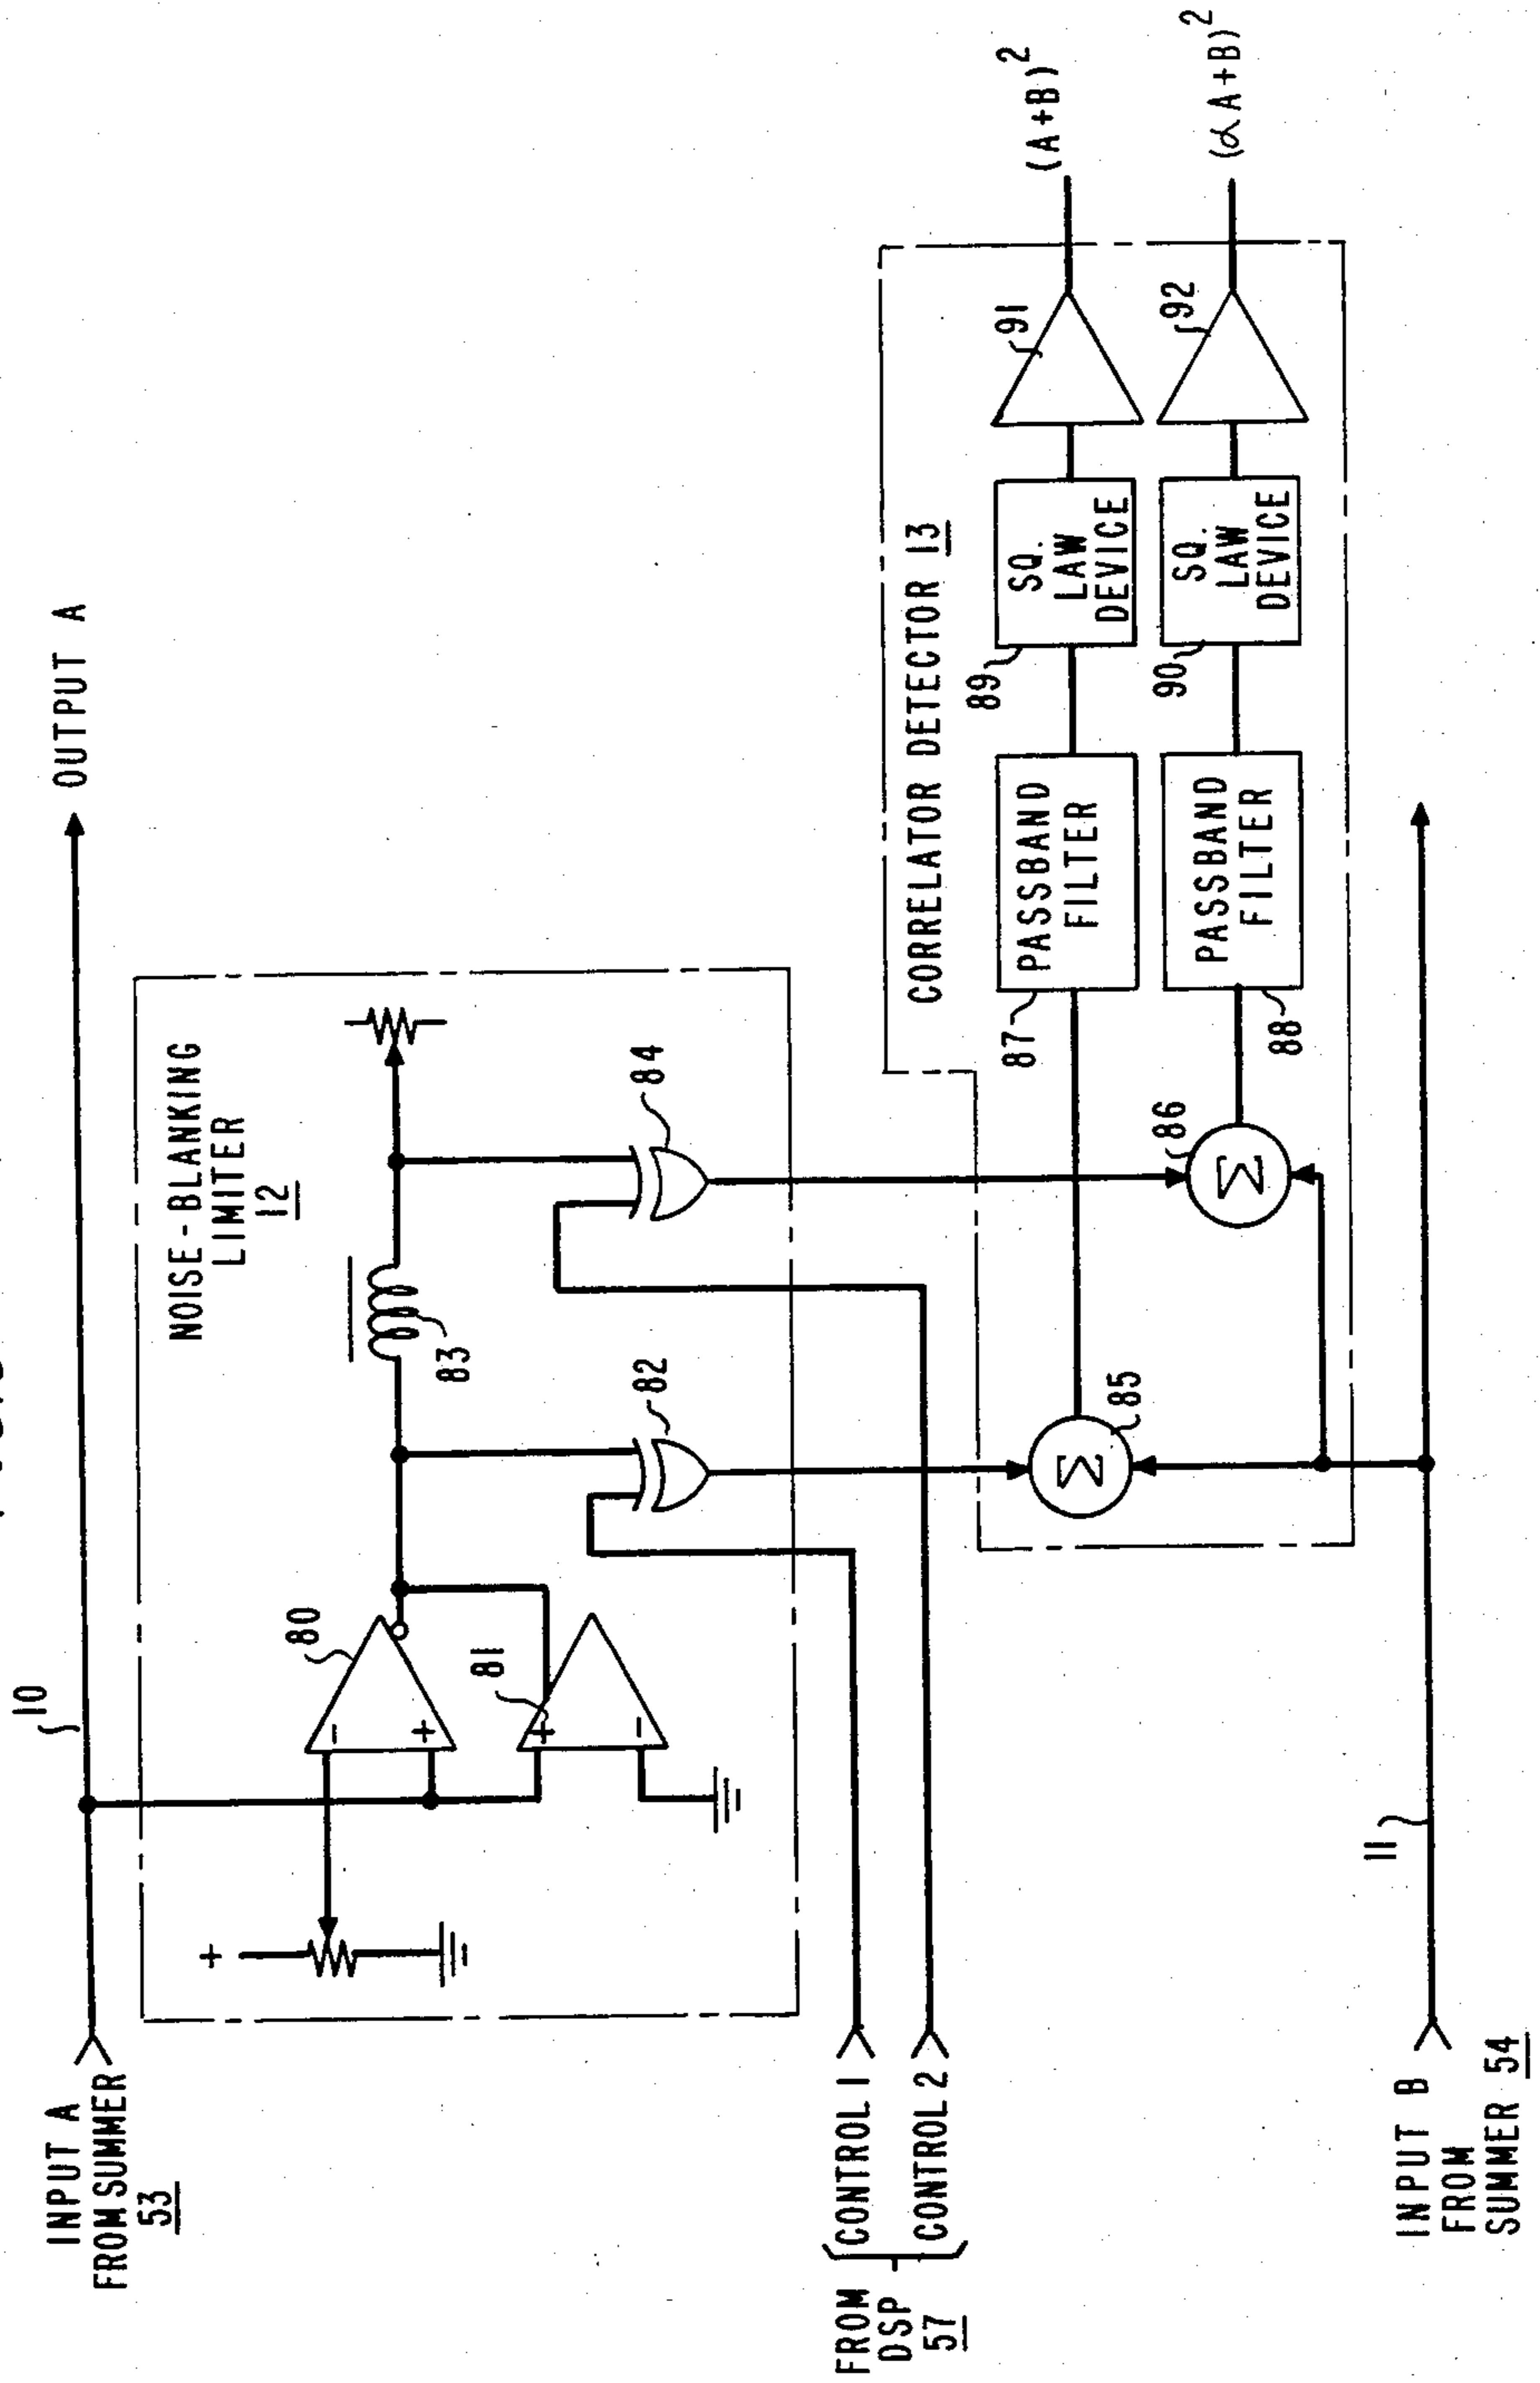 INPUT A
FROM SUMMER
53
10
OUTPUT A
NOISE-BLANKING
LIMITER
12
+
80
−
+
81
+
−
82
83
84
FROM
DSP
57
CONTROL 1
CONTROL 2
CORRELATOR DETECTOR 13
Σ
85
Σ
86
87
PASSBAND
FILTER
88
PASSBAND
FILTER
89
SQ.
LAW
DEVICE
90
SQ.
LAW
DEVICE
91
92
(A+B)²
(αA+B)²
INPUT B
FROM
SUMMER 54
11